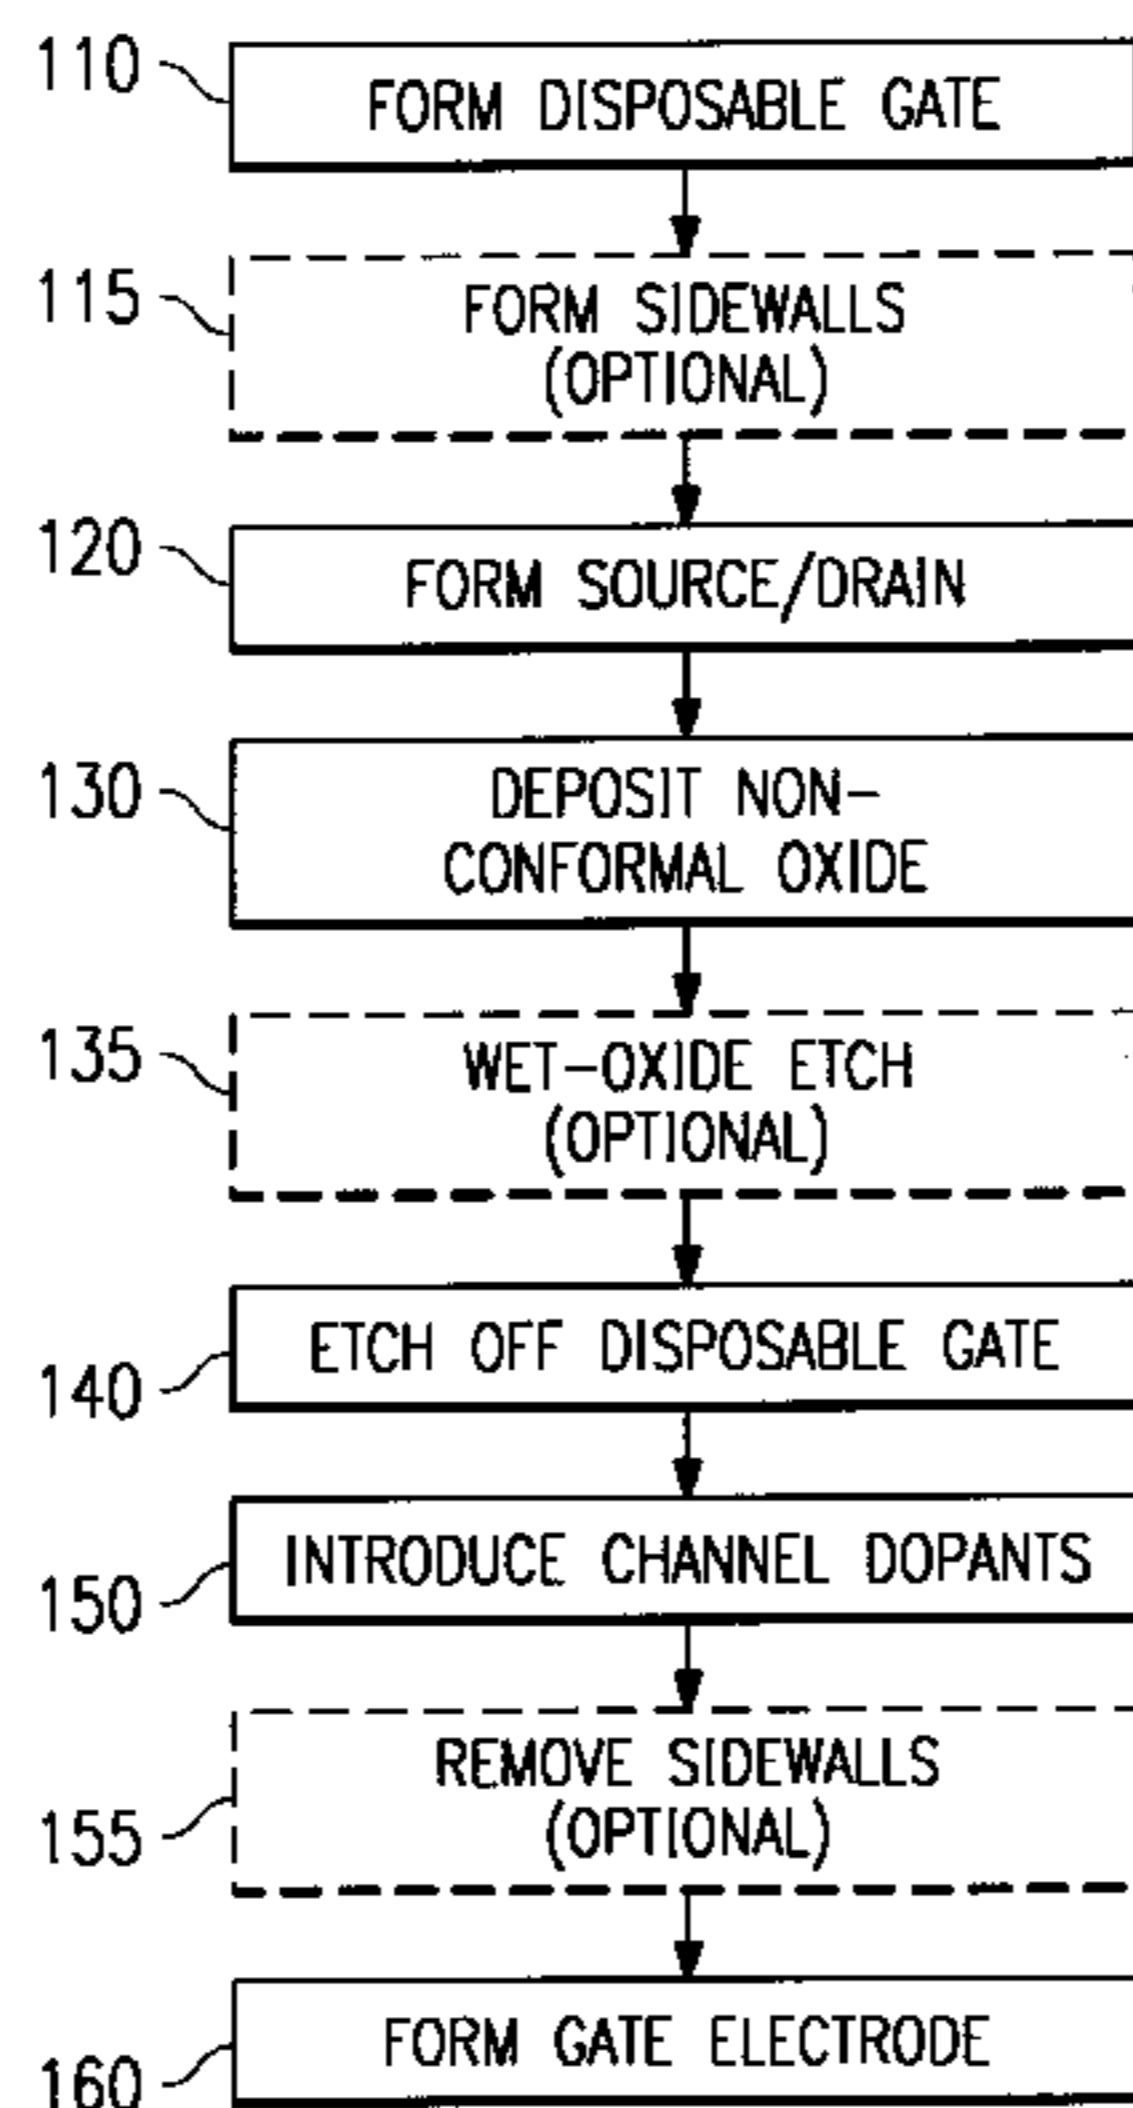 110
FORM DISPOSABLE GATE
115
FORM SIDEWALLS
(OPTIONAL)
120
FORM SOURCE/DRAIN
130
DEPOSIT NON-
CONFORMAL OXIDE
135
WET-OXIDE ETCH
(OPTIONAL)
140
ETCH OFF DISPOSABLE GATE
150
INTRODUCE CHANNEL DOPANTS
155
REMOVE SIDEWALLS
(OPTIONAL)
160
FORM GATE ELECTRODE